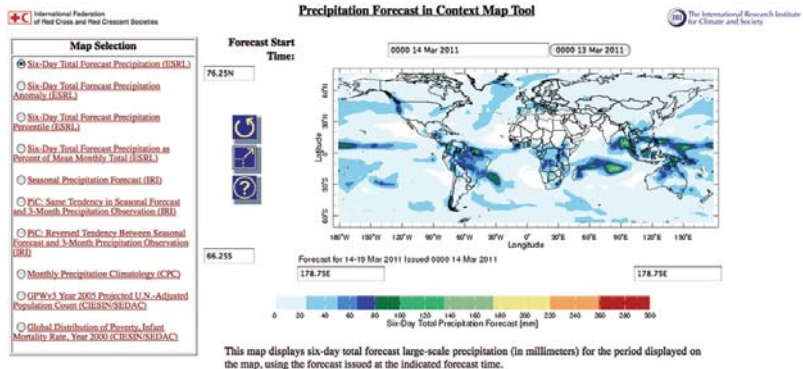 International Federation
of Red Cross and Red Crescent Societies
Precipitation Forecast in Context Map Tool
IRI
The International Research Institute
for Climate and Society
Map Selection
Six-Day Total Forecast Precipitation (ESRL)
Six-Day Total Forecast Precipitation
Anomaly (ESRL)
Six-Day Total Forecast Precipitation
Percentile (ESRL)
Six-Day Total Forecast Precipitation as
Percent of Mean Monthly Total (ESRL)
Seasonal Precipitation Forecast (IRI)
PiC: Same Tendency in Seasonal Forecast
and 3-Month Precipitation Observation (IRI)
PiC: Reversed Tendency Between Seasonal
Forecast and 3-Month Precipitation Observation
(IRI)
Monthly Precipitation Climatology (CPC)
GPWv3 Year 2005 Projected U.N.-Adjusted
Population Count (CIESIN/SEDAC)
Global Distribution of Poverty, Infant
Mortality Rate, Year 2000 (CIESIN/SEDAC)
Forecast Start
Time:
0000 14 Mar 2011
0000 13 Mar 2011
76.25N
66.25S
?
Latitude
60°N
30°N
0°
30°S
60°S
180°W 150°W 120°W 90°W 60°W 30°W 0° 30°E 60°E 90°E 120°E 150°E
Longitude
Forecast for 14-19 Mar 2011 Issued 0000 14 Mar 2011
178.75E
178.75E
0 20 40 60 80 100 120 140 160 180 200 220 240 260 280 300
Six-Day Total Precipitation Forecast [mm]
This map displays six-day total forecast large-scale precipitation (in millimeters) for the period displayed on
the map, using the forecast issued at the indicated forecast time.